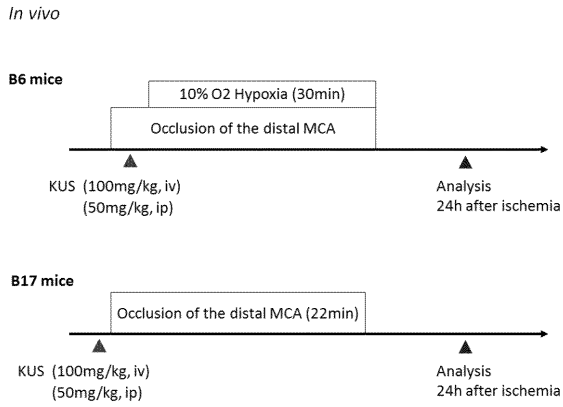 In vivo
B6 mice
10% O2 Hypoxia (30min)
Occlusion of the distal MCA
KUS (100mg/kg, iv)
(50mg/kg, ip)
Analysis
24h after ischemia
B17 mice
Occlusion of the distal MCA (22min)
KUS (100mg/kg, iv)
(50mg/kg, ip)
Analysis
24h after ischemia